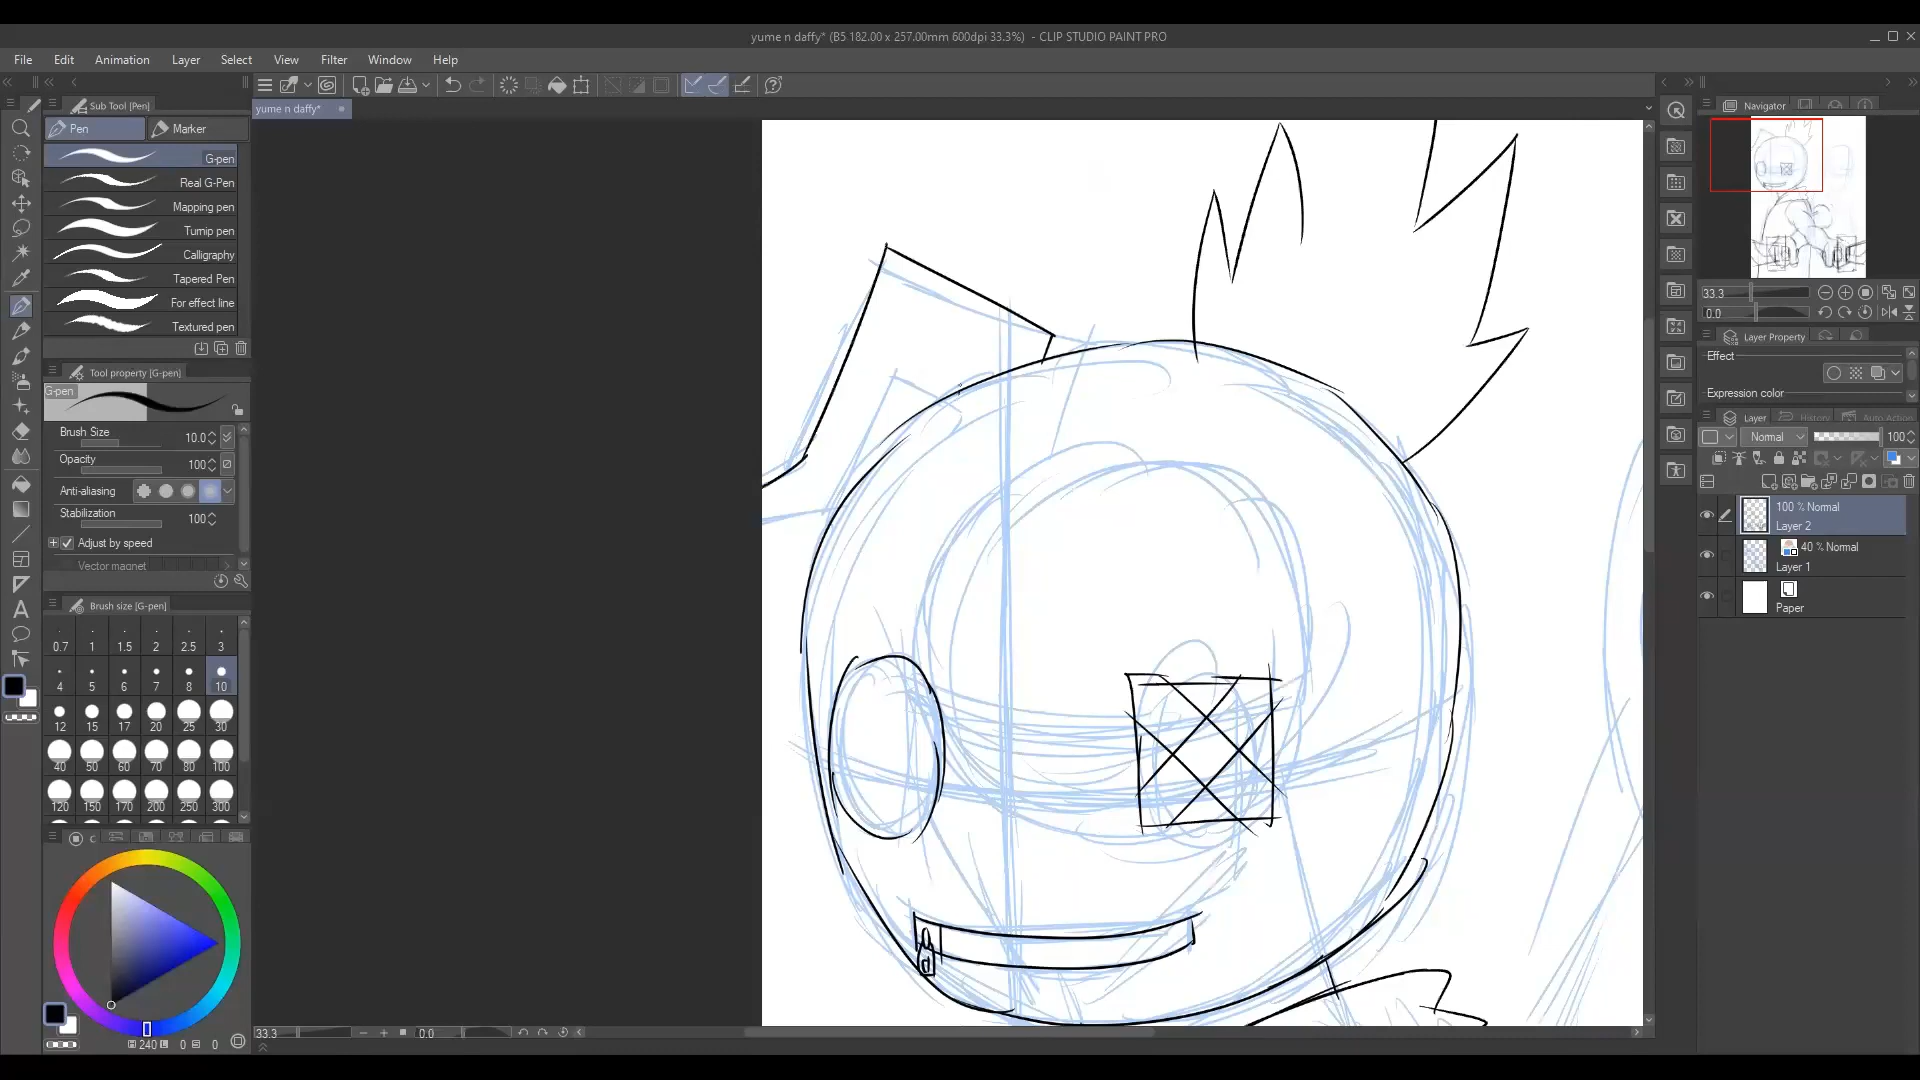 yume n daffy* (B5 182.00 x 257.00mm 600dpi 33.3%) - CLIP STUDIO PAINT PRO
File Edit Animation Layer Select View Filter Window Help
Sub Tool [Pen]
Pen Marker
G-pen
Real G-Pen
Mapping pen
Turnip pen
Calligraphy
Tapered Pen
For effect line
Textured pen
Tool property [G-pen]
G-pen
Brush Size 10.0
Opacity 100
Anti-aliasing
Stabilization 100
Adjust by speed
Vector magnet
Brush size [G-pen]
0.7 1 1.5 2 2.5 3
4 5 6 7 8 10
12 15 17 20 25 30
40 50 60 70 80 100
120 150 170 200 250 300
240 0 0
yume n daffy*
33.3 0.0
Navigator
33.3
0.0
Layer Property
Effect
Expression color
Layer History Auto Action
Normal 100
100 % Normal
Layer 2
40 % Normal
Layer 1
Paper